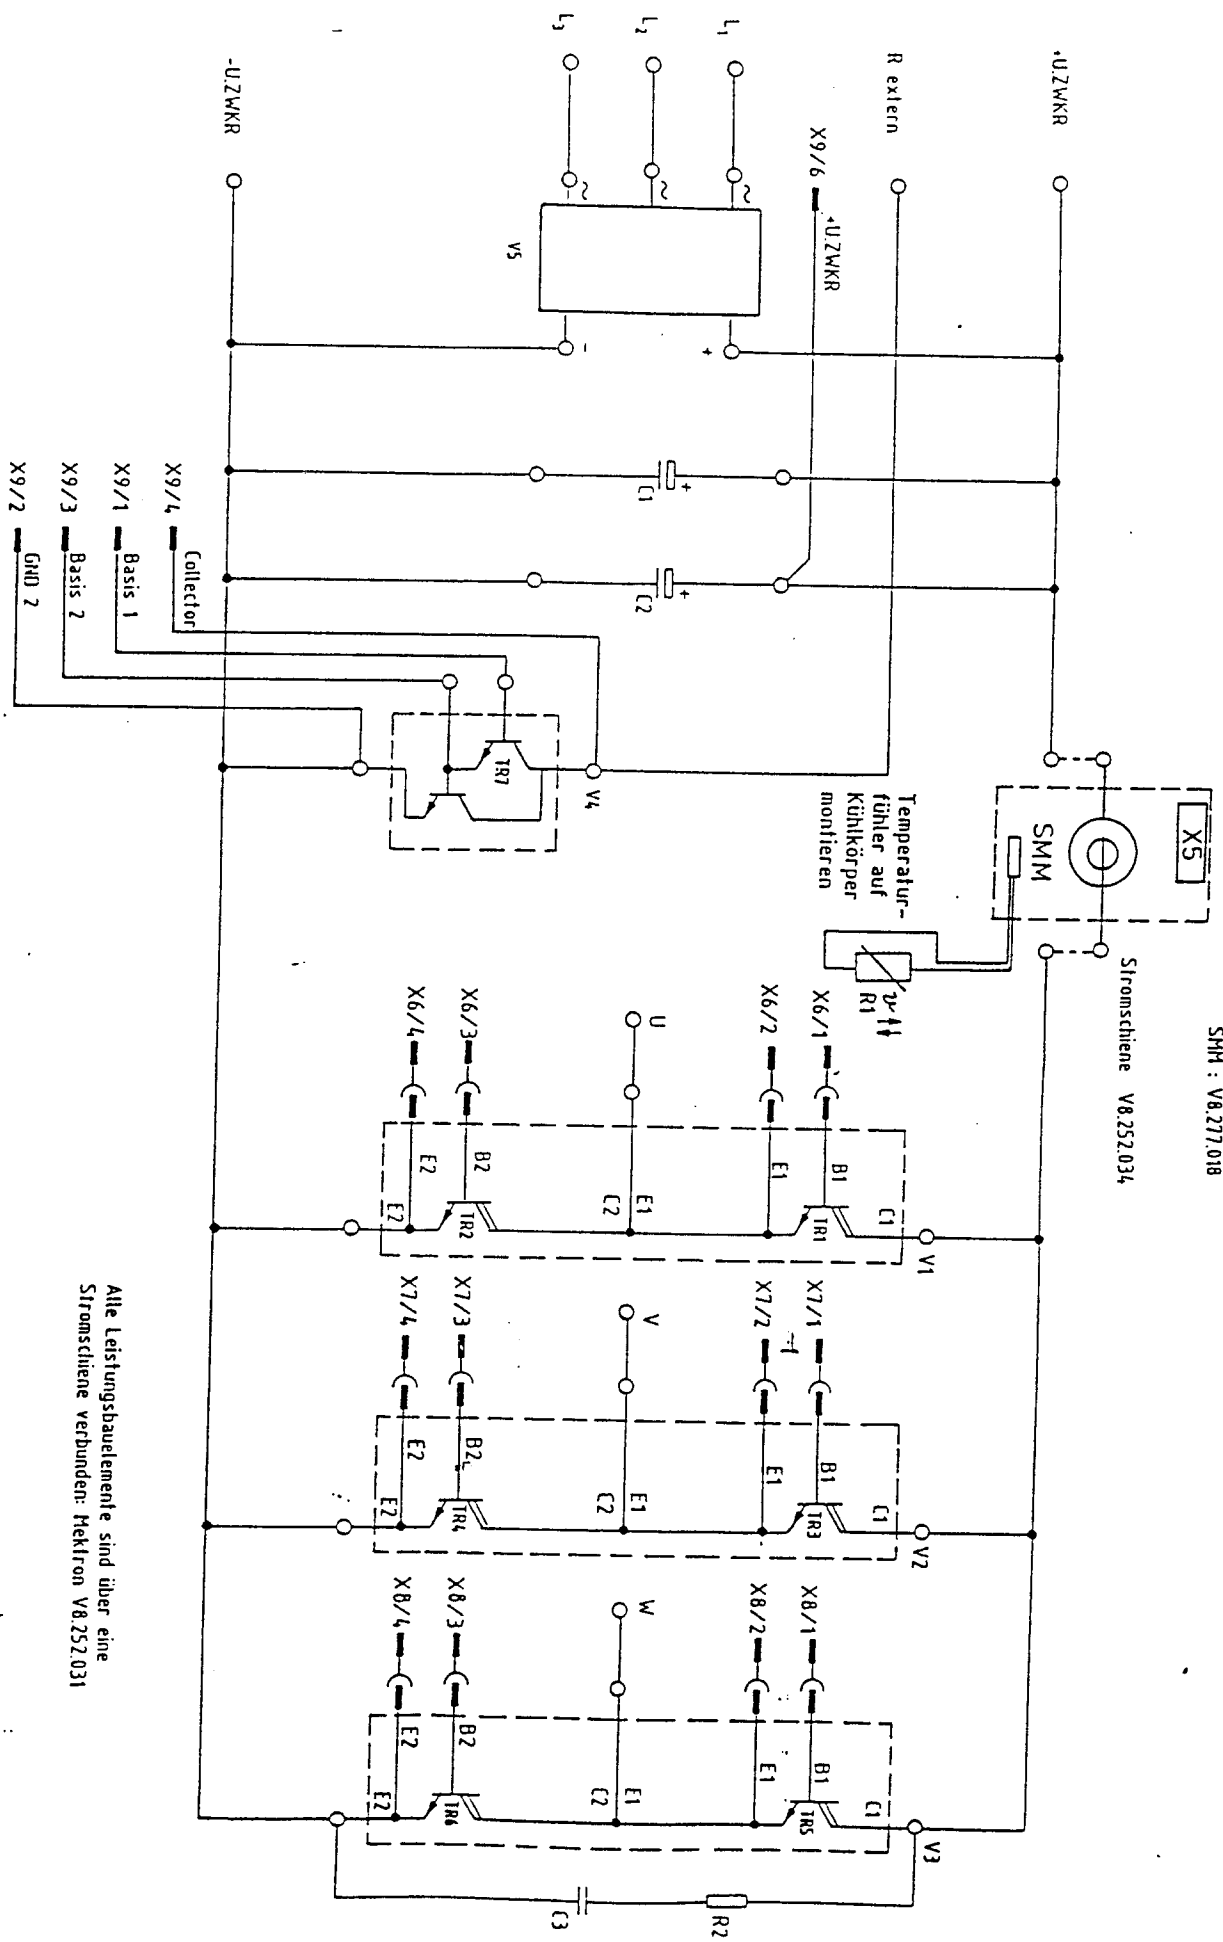 SMM : V8.277.018
Stromschiene V8.252.034
+U.ZWKR
R extern
X9/6
+U.ZWKR
L1
L2
L3
-U.ZWKR
~
~
~
V5
+
-
C1
+
C2
+
X9/4
Collector
X9/1
Basis 1
X9/3
Basis 2
X9/2
GND 2
TR7
V4
X5
SMM
Temperatur-
fühler auf
Kühlkörper
montieren
R1
X6/1
B1
C1
V1
TR1
X6/2
E1
U
E1
C2
X6/3
B2
TR2
X6/4
E2
E2
X7/1
B1
C1
V2
TR3
X7/2
E1
V
E1
C2
X7/3
B2
TR4
X7/4
E2
E2
X8/1
B1
C1
V3
TR5
X8/2
E1
W
E1
C2
X8/3
B2
TR6
X8/4
E2
E2
R2
C3
Alle Leistungsbauelemente sind über eine
Stromschiene verbunden: Mektron V8.252.031